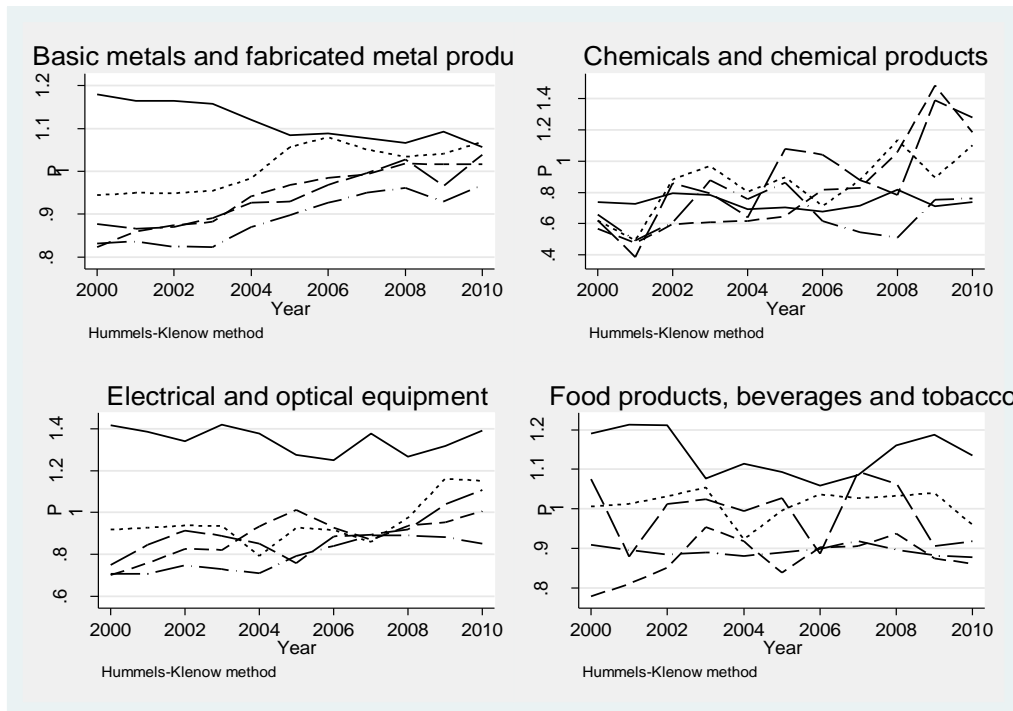 Basic metals and fabricated metal produ
1.2
1.1
P
1
.9
.8
2000 2002 2004 2006 2008 2010
Year
Hummels-Klenow method
Chemicals and chemical products
1.4
1.2
P
1
.8
.6
.4
2000 2002 2004 2006 2008 2010
Year
Hummels-Klenow method
Electrical and optical equipment
1.4
1.2
P
1
.8
.6
2000 2002 2004 2006 2008 2010
Year
Hummels-Klenow method
Food products, beverages and tobacco
1.2
1.1
P
1
.9
.8
2000 2002 2004 2006 2008 2010
Year
Hummels-Klenow method